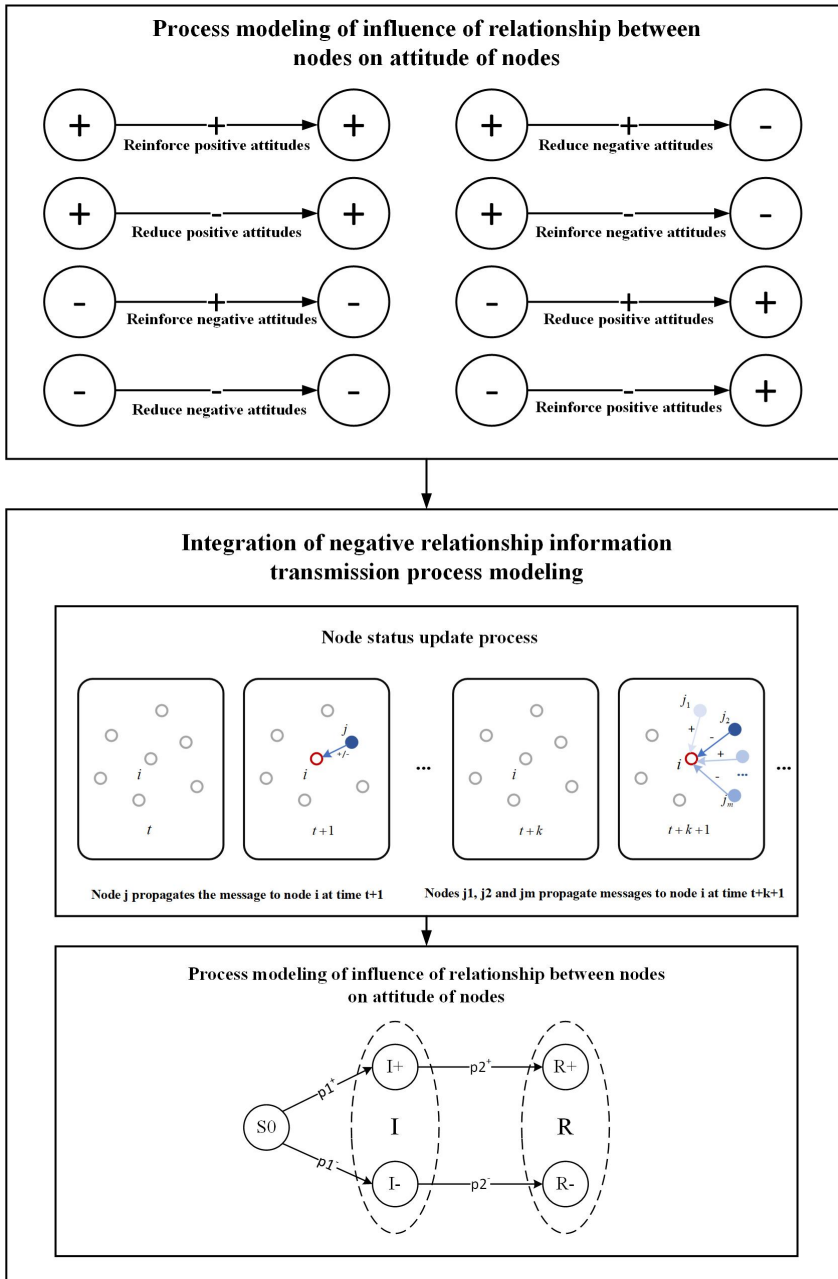 Process modeling of influence of relationship between
nodes on attitude of nodes
+ + + + + -
Reinforce positive attitudes Reduce negative attitudes
+ - + + - -
Reduce positive attitudes Reinforce negative attitudes
- + - - + +
Reinforce negative attitudes Reduce positive attitudes
- - - - - +
Reduce negative attitudes Reinforce positive attitudes
Integration of negative relationship information
transmission process modeling
Node status update process
i
t
j
+/-
i
t+1
...
i
t+k
j1
j2
+
-
+
-
...
i
jm
t+k+1
...
Node j propagates the message to node i at time t+1
Nodes j1, j2 and jm propagate messages to node i at time t+k+1
Process modeling of influence of relationship between nodes
on attitude of nodes
I+ p2⁺ R+
p1⁺
S0 I R
p1⁻
I- p2⁻ R-